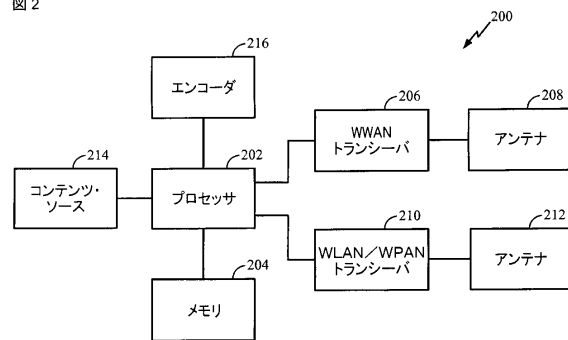 図2
200
216
エンコーダ
206
WWAN
トランシーバ
208
アンテナ
214
コンテンツ・
ソース
202
プロセッサ
210
WLAN/WPAN
トランシーバ
212
アンテナ
204
メモリ